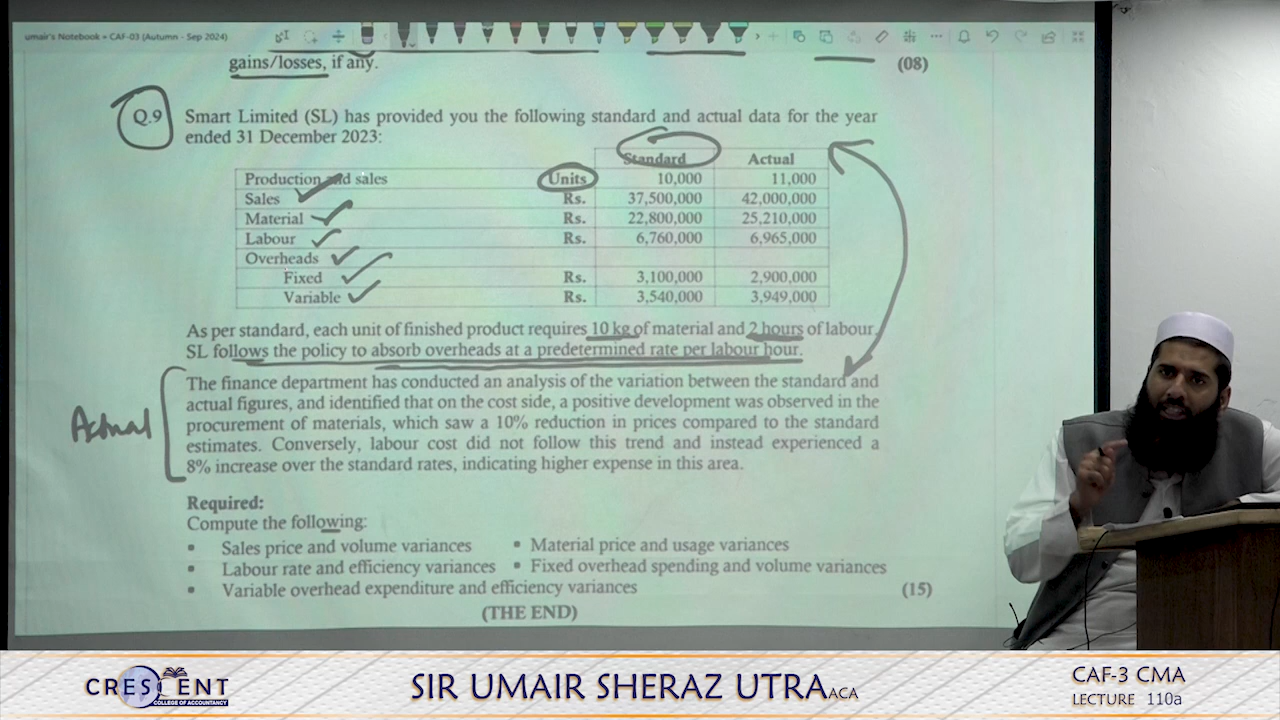 umair's Notebook » CAF-03 (Autumn - Sep 2024)
gains/losses, if any. (08)
Q.9 Smart Limited (SL) has provided you the following standard and actual data for the year
ended 31 December 2023:
Standard Actual
Production and sales Units 10,000 11,000
Sales Rs. 37,500,000 42,000,000
Material Rs. 22,800,000 25,210,000
Labour Rs. 6,760,000 6,965,000
Overheads
Fixed Rs. 3,100,000 2,900,000
Variable Rs. 3,540,000 3,949,000
As per standard, each unit of finished product requires 10 kg of material and 2 hours of labour.
SL follows the policy to absorb overheads at a predetermined rate per labour hour.
The finance department has conducted an analysis of the variation between the standard and
actual figures, and identified that on the cost side, a positive development was observed in the
Actual
procurement of materials, which saw a 10% reduction in prices compared to the standard
estimates. Conversely, labour cost did not follow this trend and instead experienced a
8% increase over the standard rates, indicating higher expense in this area.
Required:
Compute the following:
▪ Sales price and volume variances ▪ Material price and usage variances
▪ Labour rate and efficiency variances ▪ Fixed overhead spending and volume variances
▪ Variable overhead expenditure and efficiency variances (15)
(THE END)
CRESCENT
COLLEGE OF ACCOUNTANCY
SIR UMAIR SHERAZ UTRA ACA
CAF-3 CMA
LECTURE 110a